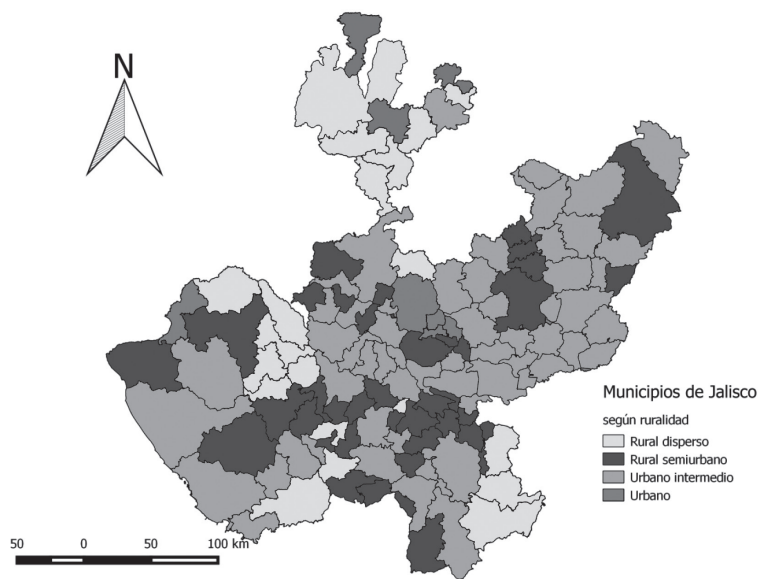 N
Municipios de Jalisco
según ruralidad
Rural disperso
Rural semiurbano
Urbano intermedio
Urbano
50 0 50 100 km